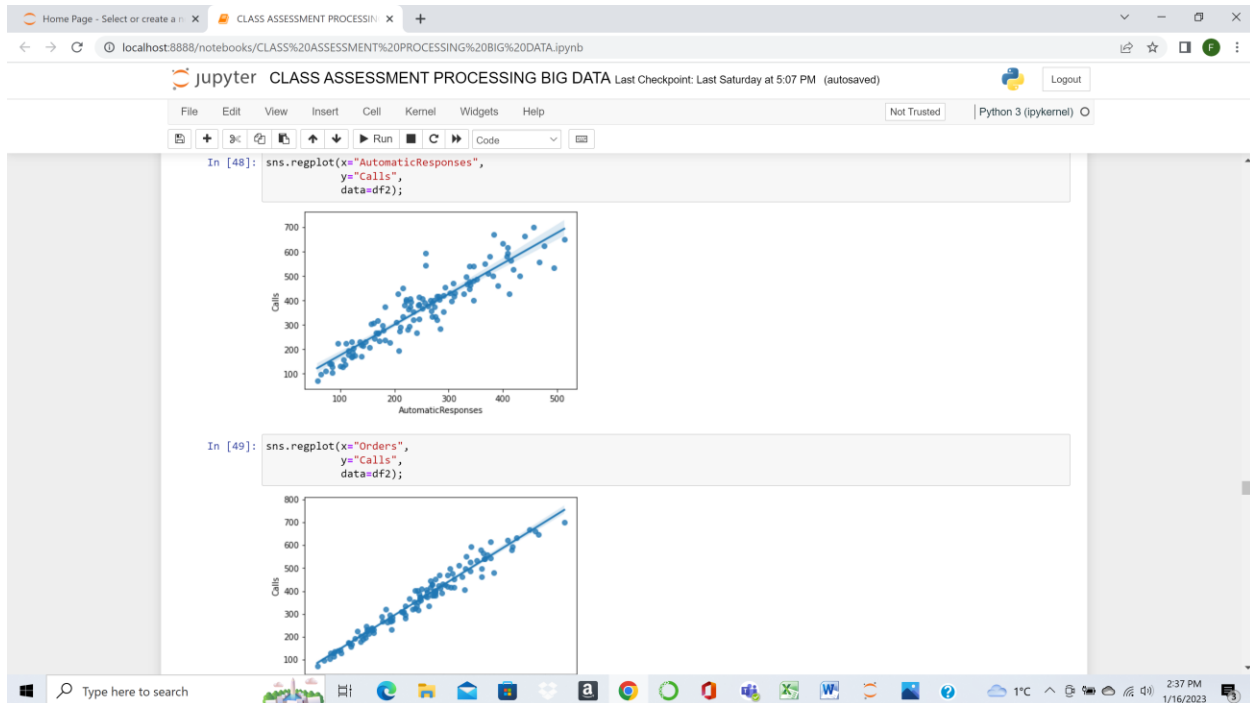 Home Page - Select or create a n
CLASS ASSESSMENT PROCESSIN
localhost:8888/notebooks/CLASS%20ASSESSMENT%20PROCESSING%20BIG%20DATA.ipynb
F
jupyter CLASS ASSESSMENT PROCESSING BIG DATA Last Checkpoint: Last Saturday at 5:07 PM (autosaved)
Logout
File Edit View Insert Cell Kernel Widgets Help
Not Trusted
Python 3 (ipykernel)
Run
Code
In [48]: sns.regplot(x="AutomaticResponses",
y="Calls",
data=df2);
700
600
500
400
300
200
100
Calls
100 200 300 400 500
AutomaticResponses
In [49]: sns.regplot(x="Orders",
y="Calls",
data=df2);
800
700
600
500
400
300
200
100
Calls
Type here to search
1°C
2:37 PM
1/16/2023
3